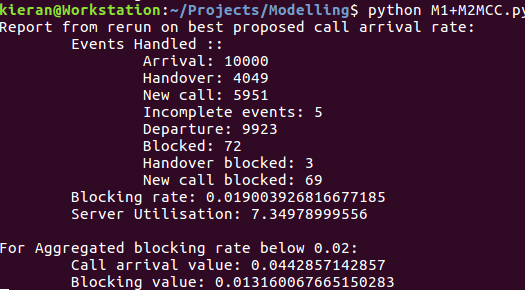 kieran@Workstation:~/Projects/Modelling$ python M1+M2MCC.py
Report from rerun on best proposed call arrival rate:
Events Handled ::
Arrival: 10000
Handover: 4049
New call: 5951
Incomplete events: 5
Departure: 9923
Blocked: 72
Handover blocked: 3
New call blocked: 69
Blocking rate: 0.019003926816677185
Server Utilisation: 7.34978999556
For Aggregated blocking rate below 0.02:
Call arrival value: 0.0442857142857
Blocking value: 0.013160067665150283